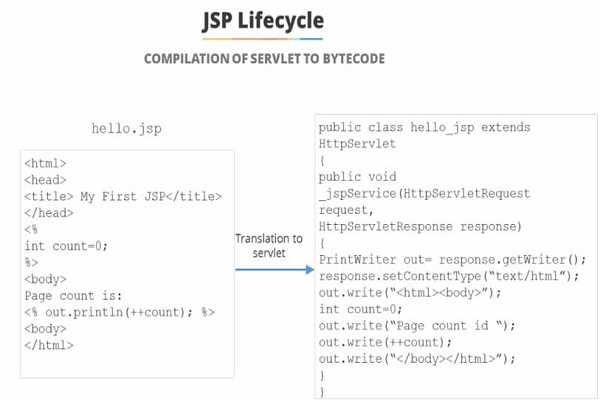 JSP Lifecycle
COMPILATION OF SERVLET TO BYTECODE
hello.jsp
<html>
<head>
<title> My First JSP</title>
</head>
<%
int count=0;
%>
<body>
Page count is:
<% out.println(++count); %>
<body>
</html>
Translation to
servlet
public class hello_jsp extends
HttpServlet
{
public void
_jspService(HttpServletRequest
request,
HttpServletResponse response)
{
PrintWriter out= response.getWriter();
response.setContentType(“text/html”);
out.write(“<html><body>”);
int count=0;
out.write(“Page count id “);
out.write(++count);
out.write(“</body></html>”);
}
}